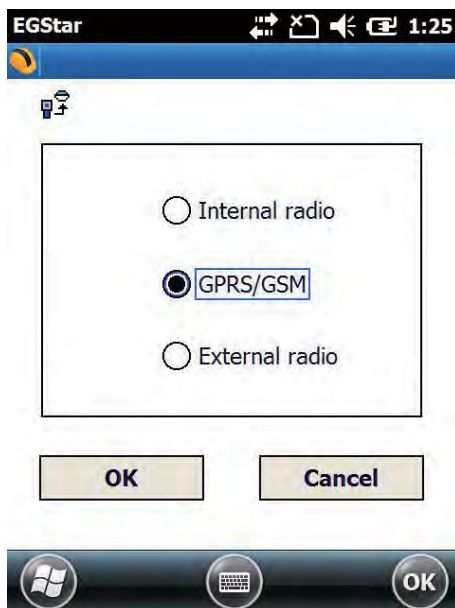 EGStar 1:25
Internal radio
GPRS/GSM
External radio
OK Cancel
OK